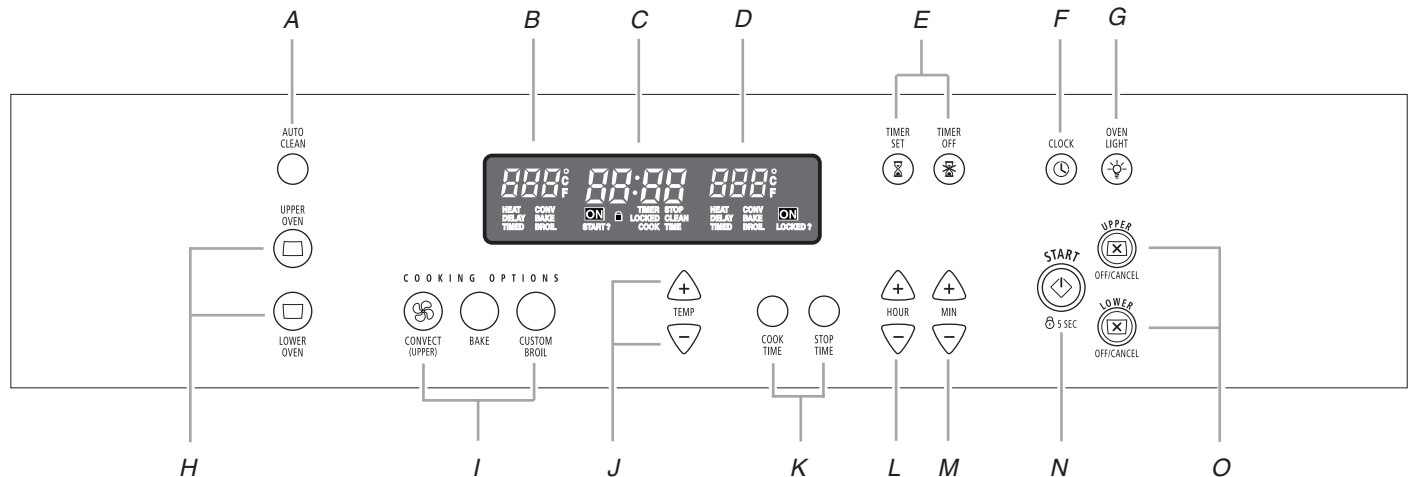 A B C D E F G
AUTO
CLEAN
TIMER
SET
TIMER
OFF
CLOCK
OVEN
LIGHT
888°CF 88:88 888°CF
HEAT CONV
DELAY BAKE
TIMED BROIL
ON TIMER STOP
LOCKED CLEAN
START? COOK TIME
HEAT CONV ON
DELAY BAKE
TIMED BROIL LOCKED?
UPPER
OVEN
LOWER
OVEN
COOKING OPTIONS
CONVECT
(UPPER)
BAKE
CUSTOM
BROIL
+
TEMP
−
COOK
TIME
STOP
TIME
+
HOUR
−
+
MIN
−
START
5 SEC
UPPER
OFF/CANCEL
LOWER
OFF/CANCEL
H I J K L M N O